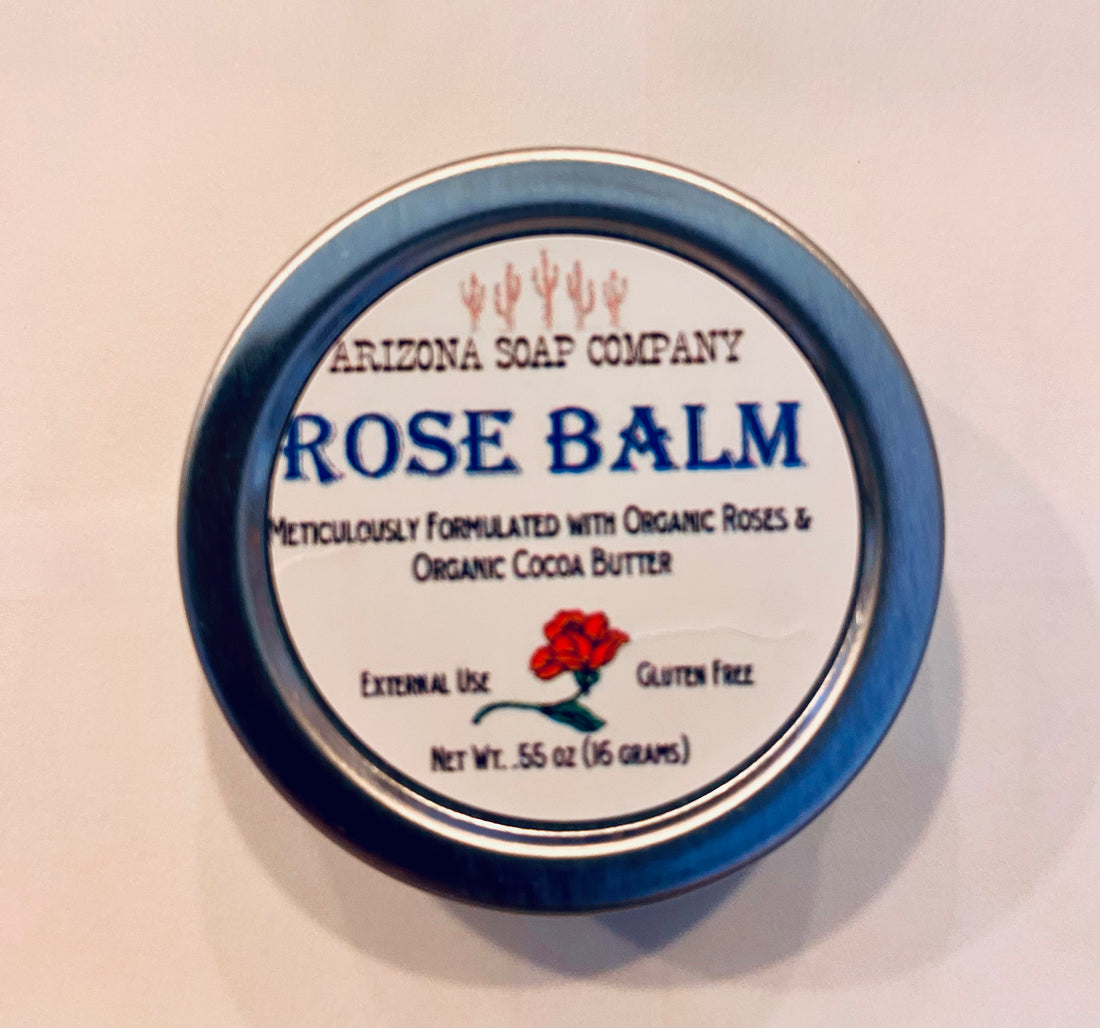 ARIZONA SOAP COMPANY
ROSE BALM
METICULOUSLY FORMULATED WITH ORGANIC ROSES &
ORGANIC COCOA BUTTER
EXTERNAL USE
GLUTEN FREE
NET WT. .55 OZ (16 GRAMS)